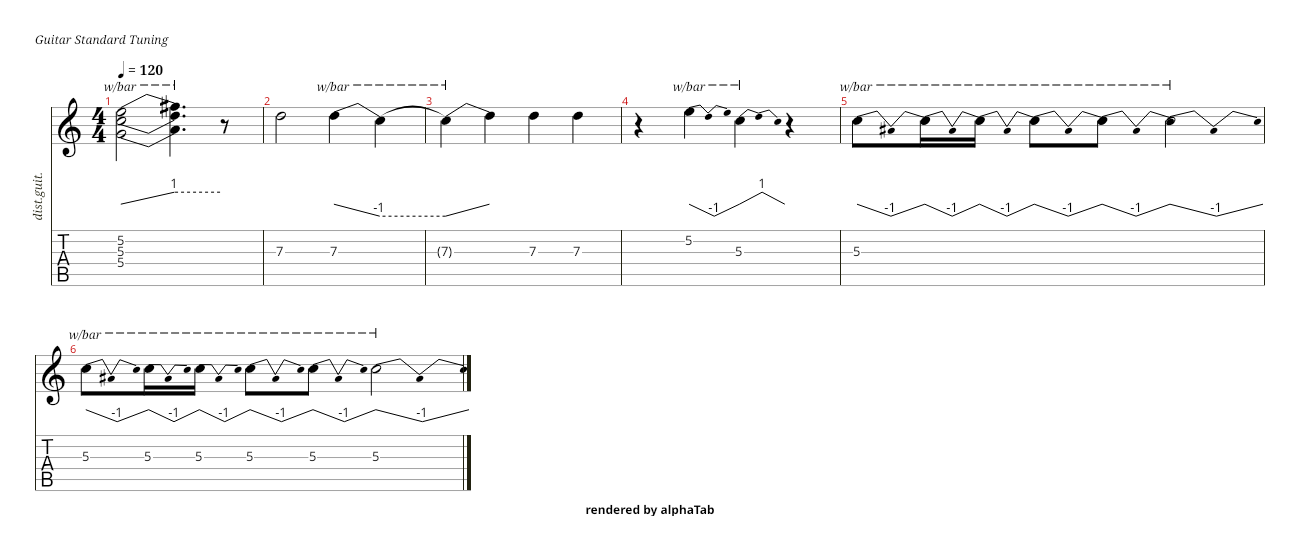 Guitar Standard Tuning
♩ = 120
w/bar w/bar w/bar w/bar
1 2 3 4 5
4
4
dist.guit.
1 -1 -1 1 -1 -1 -1 -1 -1 -1
T
A
B
5 5
5 7 7 (7) 7 7 5 5
5
w/bar
6
-1 -1 -1 -1 -1 -1
T
A
B
5 5 5 5 5 5
rendered by alphaTab